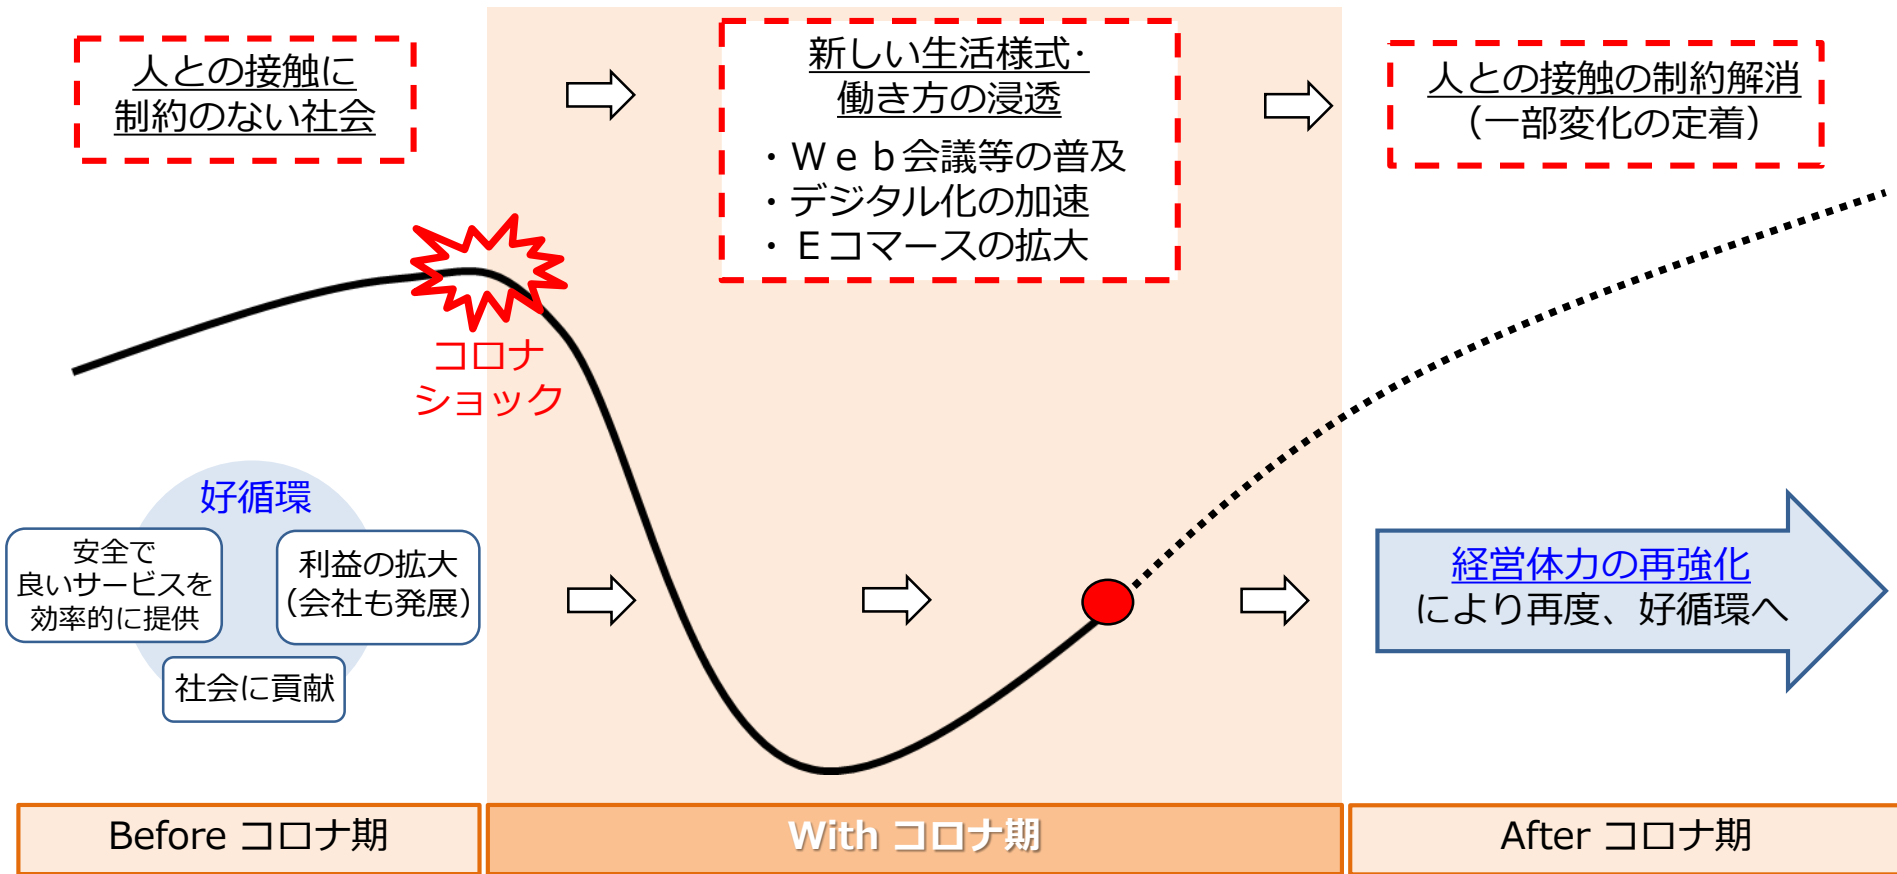 人との接触に
制約のない社会
新しい生活様式・
働き方の浸透
・Ｗｅｂ会議等の普及
・デジタル化の加速
・Ｅコマースの拡大
人との接触の制約解消
（一部変化の定着）
コロナ
ショック
好循環
安全で
良いサービスを
効率的に提供
利益の拡大
（会社も発展）
社会に貢献
経営体力の再強化
により再度、好循環へ
Before コロナ期
With コロナ期
After コロナ期